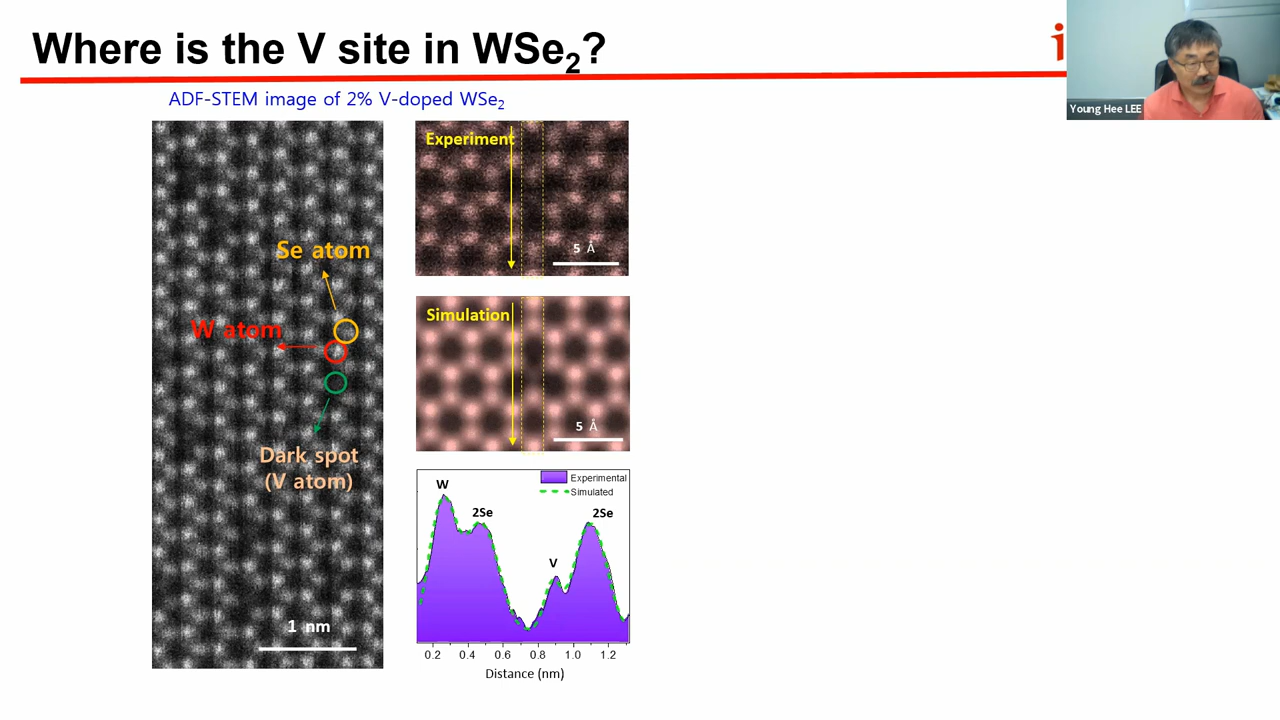 Where is the V site in WSe₂?
i
Young Hee LEE
ADF-STEM image of 2% V-doped WSe₂
Se atom
W atom
Dark spot
(V atom)
1 nm
Experiment
5 Å
Simulation
5 Å
Experimental
Simulated
W
2Se
V
2Se
0.2 0.4 0.6 0.8 1.0 1.2
Distance (nm)